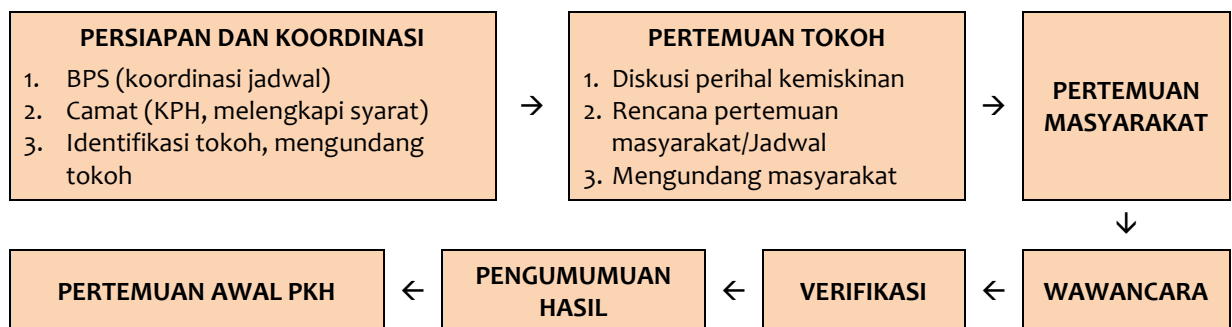 PERSIAPAN DAN KOORDINASI
1. BPS (koordinasi jadwal)
2. Camat (KPH, melengkapi syarat)
3. Identifikasi tokoh, mengundang
tokoh
→
PERTEMUAN TOKOH
1. Diskusi perihal kemiskinan
2. Rencana pertemuan
masyarakat/Jadwal
3. Mengundang masyarakat
→
PERTEMUAN
MASYARAKAT
↓
WAWANCARA
←
VERIFIKASI
←
PENGUMUMUAN
HASIL
←
PERTEMUAN AWAL PKH